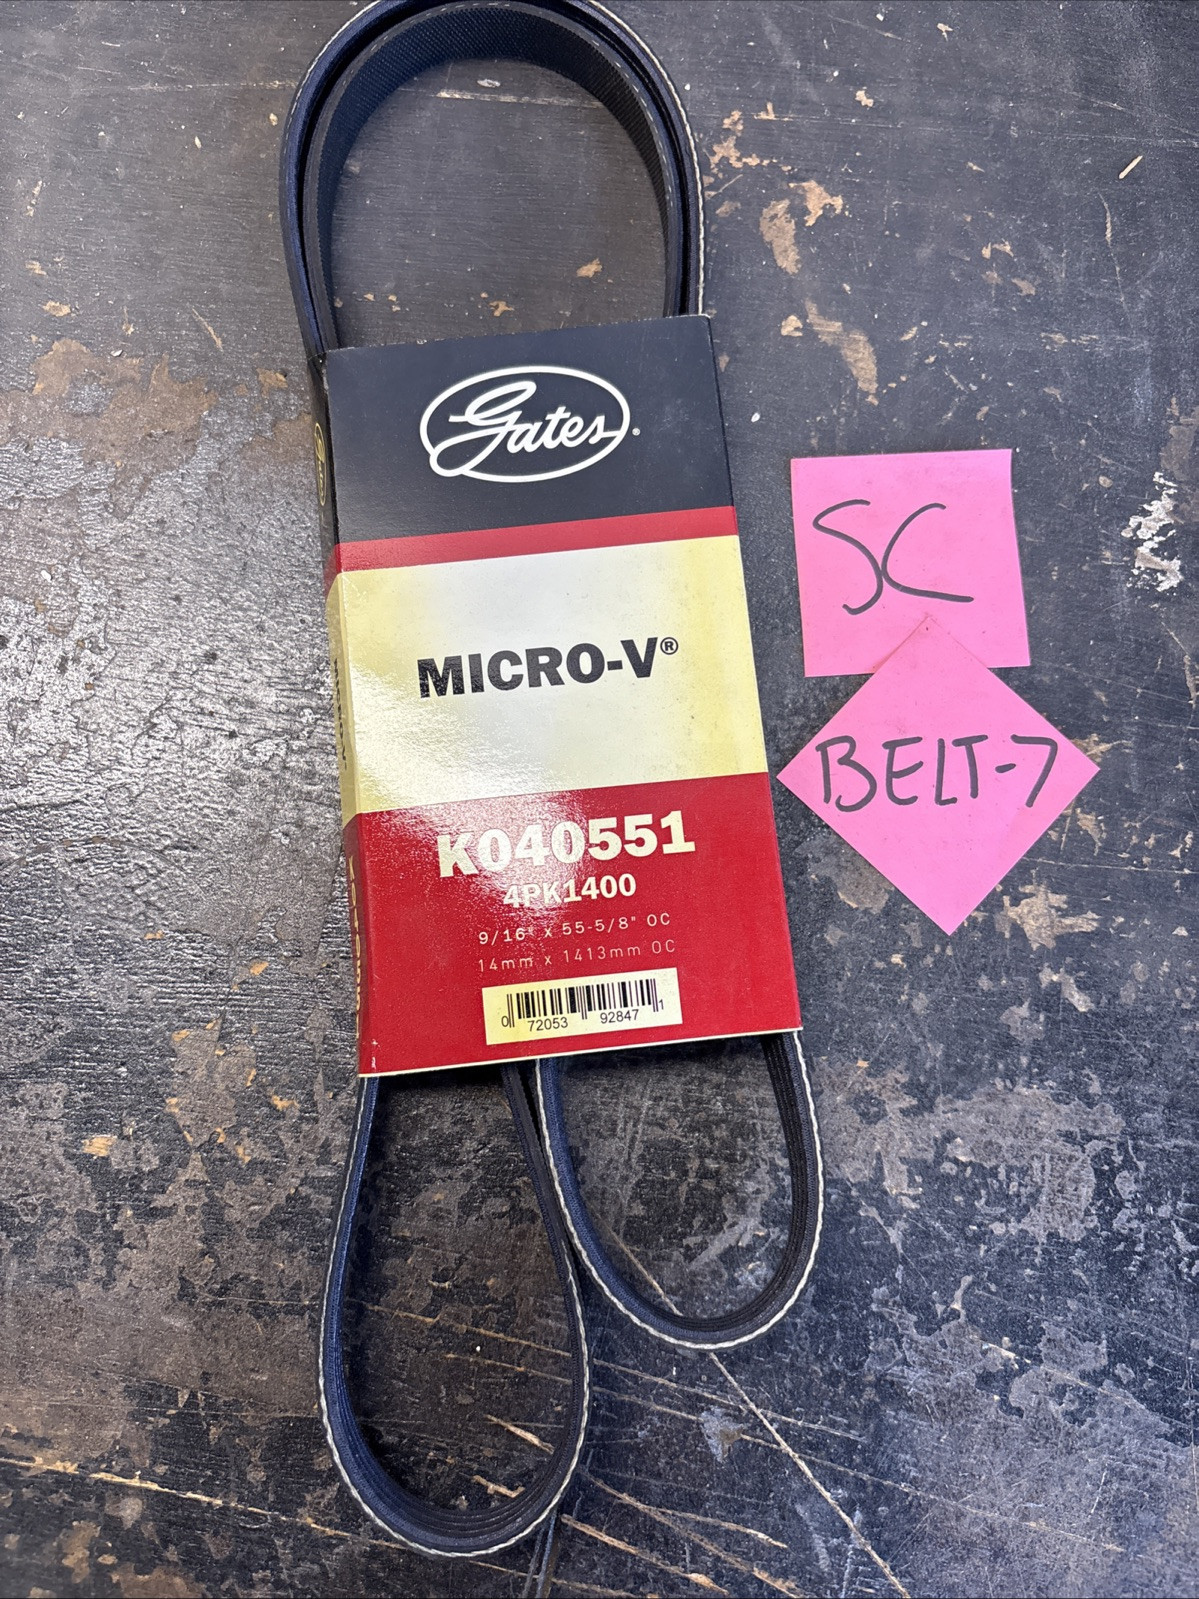 Gates®
MICRO-V®
K040551
4PK1400
9/16" x 55-5/8" OC
14mm x 1413mm OC
0 72053 92847 1
SC
BELT-7